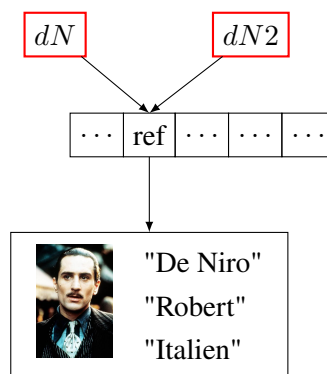 dN dN2
··· ref ··· ··· ···
"De Niro"
"Robert"
"Italien"